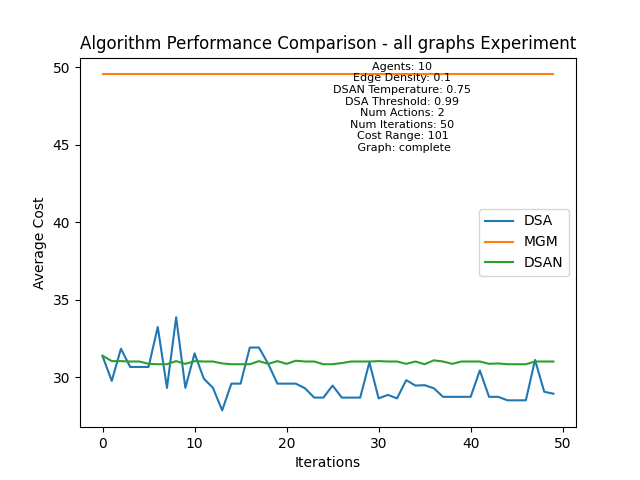 Algorithm Performance Comparison - all graphs Experiment
50
45
40
35
30
Average Cost
Agents: 10
Edge Density: 0.1
DSAN Temperature: 0.75
DSA Threshold: 0.99
Num Actions: 2
Num Iterations: 50
Cost Range: 101
Graph: complete
DSA
MGM
DSAN
0 10 20 30 40 50
Iterations